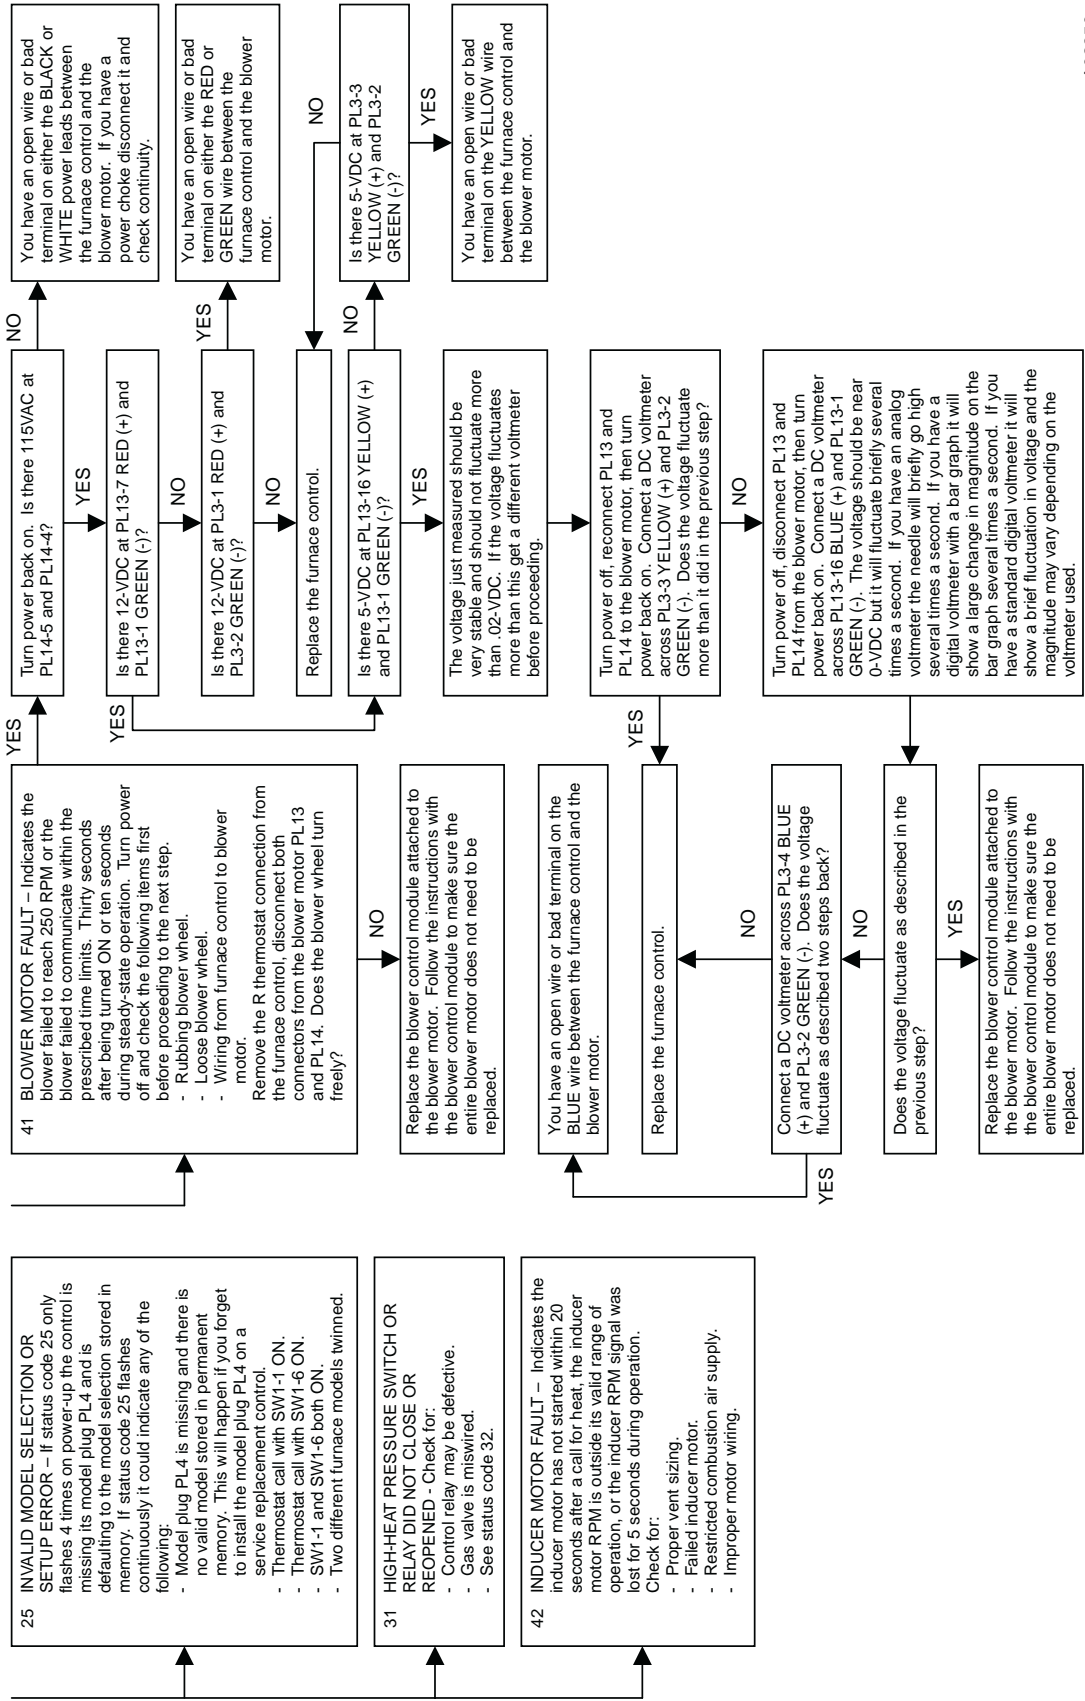 25 INVALID MODEL SELECTION OR
SETUP ERROR – If status code 25 only
flashes 4 times on power-up the control is
missing its model plug PL4 and is
defaulting to the model selection stored in
memory. If status code 25 flashes
continuously it could indicate any of the
following:
- Model plug PL4 is missing and there is
no valid model stored in permanent
memory. This will happen if you forget
to install the model plug PL4 on a
service replacement control.
- Thermostat call with SW1-1 ON.
- Thermostat call with SW1-6 ON.
- SW1-1 and SW1-6 both ON.
- Two different furnace models twinned.
31 HIGH-HEAT PRESSURE SWITCH OR
RELAY DID NOT CLOSE OR
REOPENED - Check for:
- Control relay may be defective.
- Gas valve is miswired.
- See status code 32.
42 INDUCER MOTOR FAULT – Indicates the
inducer motor has not started within 20
seconds after a call for heat, the inducer
motor RPM is outside its valid range of
operation, or the inducer RPM signal was
lost for 5 seconds during operation.
Check for:
- Proper vent sizing.
- Failed inducer motor.
- Restricted combustion air supply.
- Improper motor wiring.
41 BLOWER MOTOR FAULT – Indicates the
blower failed to reach 250 RPM or the
blower failed to communicate within the
prescribed time limits. Thirty seconds
after being turned ON or ten seconds
during steady-state operation. Turn power
off and check the following items first
before proceeding to the next step.
- Rubbing blower wheel.
- Loose blower wheel.
- Wiring from furnace control to blower
motor.
Remove the R thermostat connection from
the furnace control, disconnect both
connectors from the blower motor PL13
and PL14. Does the blower wheel turn
freely?
YES
NO
Replace the blower control module attached to
the blower motor. Follow the instructions with
the blower control module to make sure the
entire blower motor does not need to be
replaced.
You have an open wire or bad terminal on the
BLUE wire between the furnace control and the
blower motor.
Replace the furnace control.
NO
Connect a DC voltmeter across PL3-4 BLUE
(+) and PL3-2 GREEN (-). Does the voltage
fluctuate as described two steps back?
YES
NO
Does the voltage fluctuate as described in the
previous step?
YES
Replace the blower control module attached to
the blower motor. Follow the instructions with
the blower control module to make sure the
entire blower motor does not need to be
replaced.
Turn power back on. Is there 115VAC at
PL14-5 and PL14-4?
NO
YES
Is there 12-VDC at PL13-7 RED (+) and
PL13-1 GREEN (-)?
YES
NO
Is there 12-VDC at PL3-1 RED (+) and
PL3-2 GREEN (-)?
YES
NO
Replace the furnace control.
Is there 5-VDC at PL13-16 YELLOW (+)
and PL13-1 GREEN (-)?
NO
YES
The voltage just measured should be
very stable and should not fluctuate more
than .02-VDC. If the voltage fluctuates
more than this get a different voltmeter
before proceeding.
Turn power off, reconnect PL13 and
PL14 to the blower motor, then turn
power back on. Connect a DC voltmeter
across PL3-3 YELLOW (+) and PL3-2
GREEN (-). Does the voltage fluctuate
more than it did in the previous step?
YES
NO
Turn power off, disconnect PL13 and
PL14 from the blower motor, then turn
power back on. Connect a DC voltmeter
across PL13-16 BLUE (+) and PL13-1
GREEN (-). The voltage should be near
0-VDC but it will fluctuate briefly several
times a second. If you have an analog
voltmeter the needle will briefly go high
several times a second. If you have a
digital voltmeter with a bar graph it will
show a large change in magnitude on the
bar graph several times a second. If you
have a standard digital voltmeter it will
show a brief fluctuation in voltage and the
magnitude may vary depending on the
voltmeter used.
You have an open wire or bad
terminal on either the BLACK or
WHITE power leads between
the furnace control and the
blower motor. If you have a
power choke disconnect it and
check continuity.
You have an open wire or bad
terminal on either the RED or
GREEN wire between the
furnace control and the blower
motor.
NO
Is there 5-VDC at PL3-3
YELLOW (+) and PL3-2
GREEN (-)?
YES
You have an open wire or bad
terminal on the YELLOW wire
between the furnace control and
the blower motor.